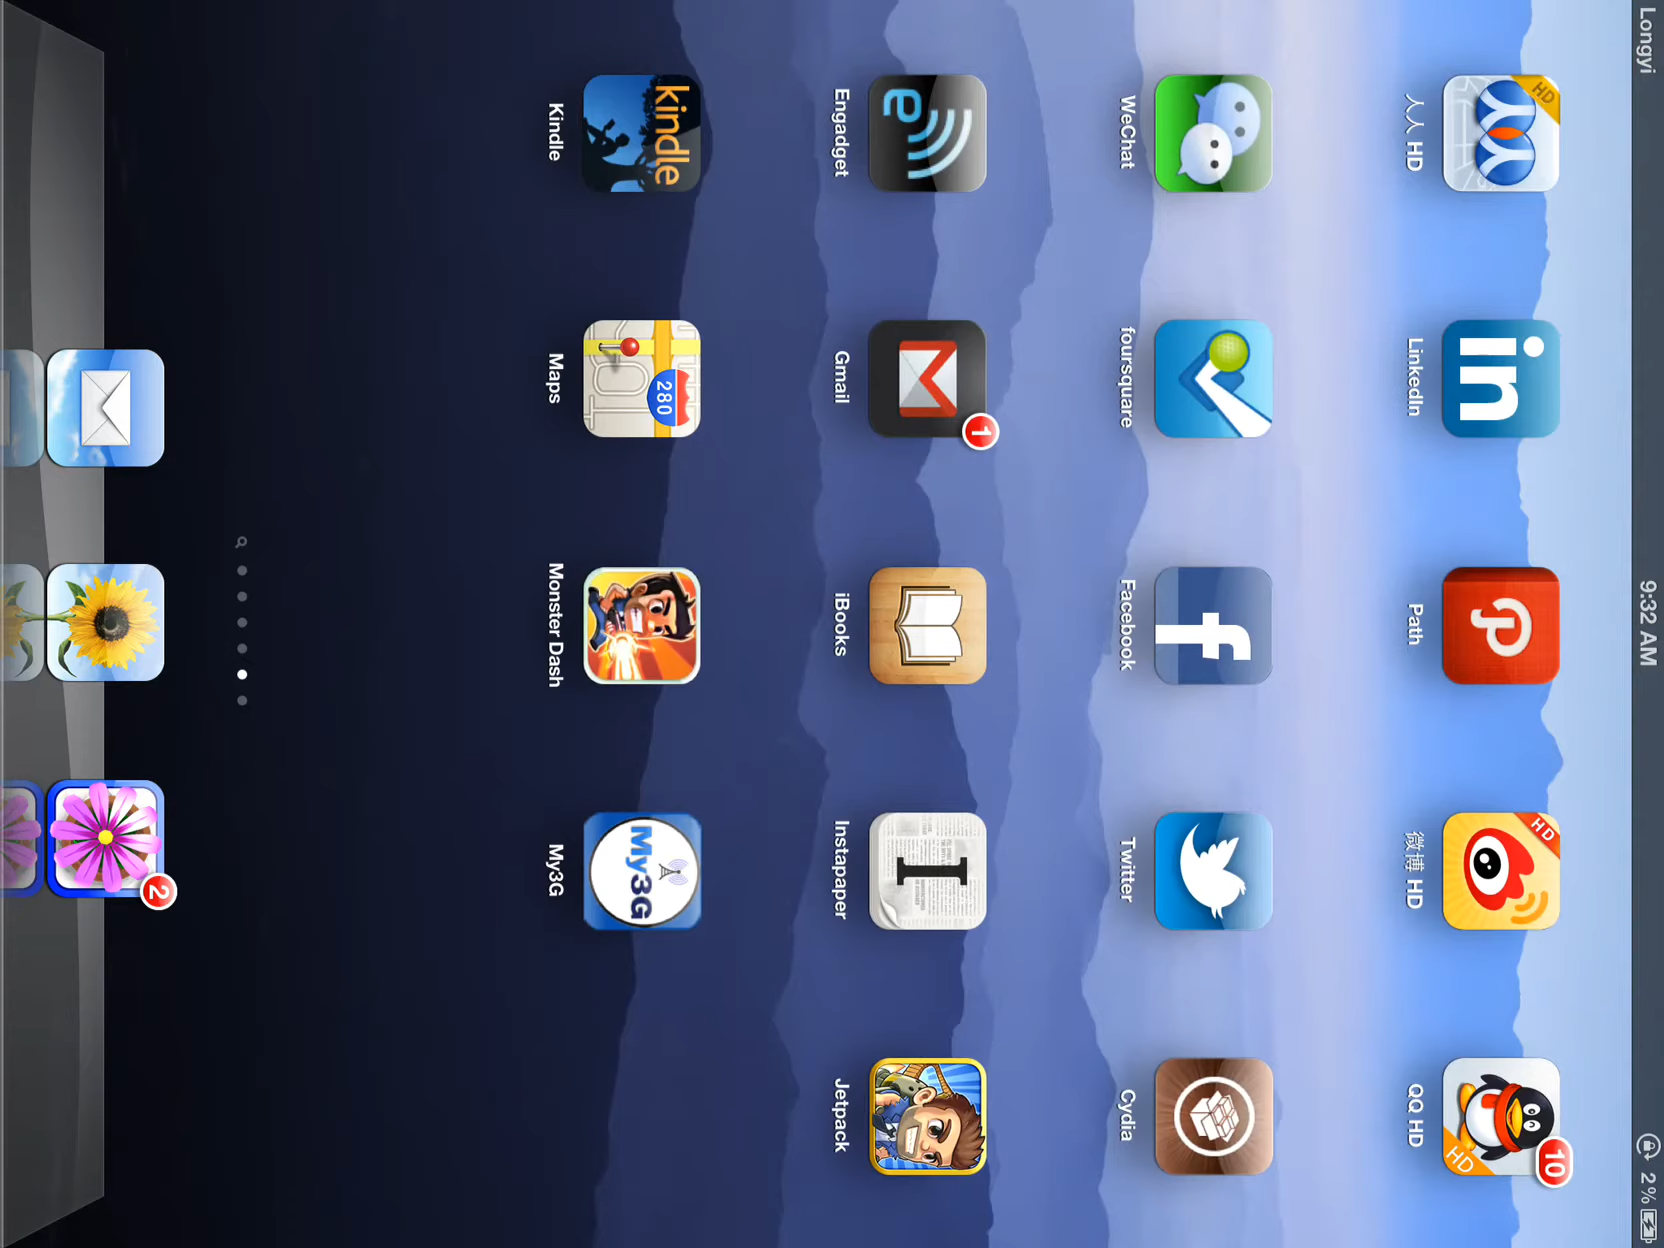 Longyi
9:32 AM
2%
HD
人人 HD
in
LinkedIn
Path
HD
微博 HD
HD
10
QQ HD
WeChat
foursquare
f
Facebook
Twitter
Cydia
e
Engadget
1
Gmail
iBooks
I
Instapaper
Jetpack
kindle
Kindle
280
Maps
Monster Dash
My3G
My3G
2